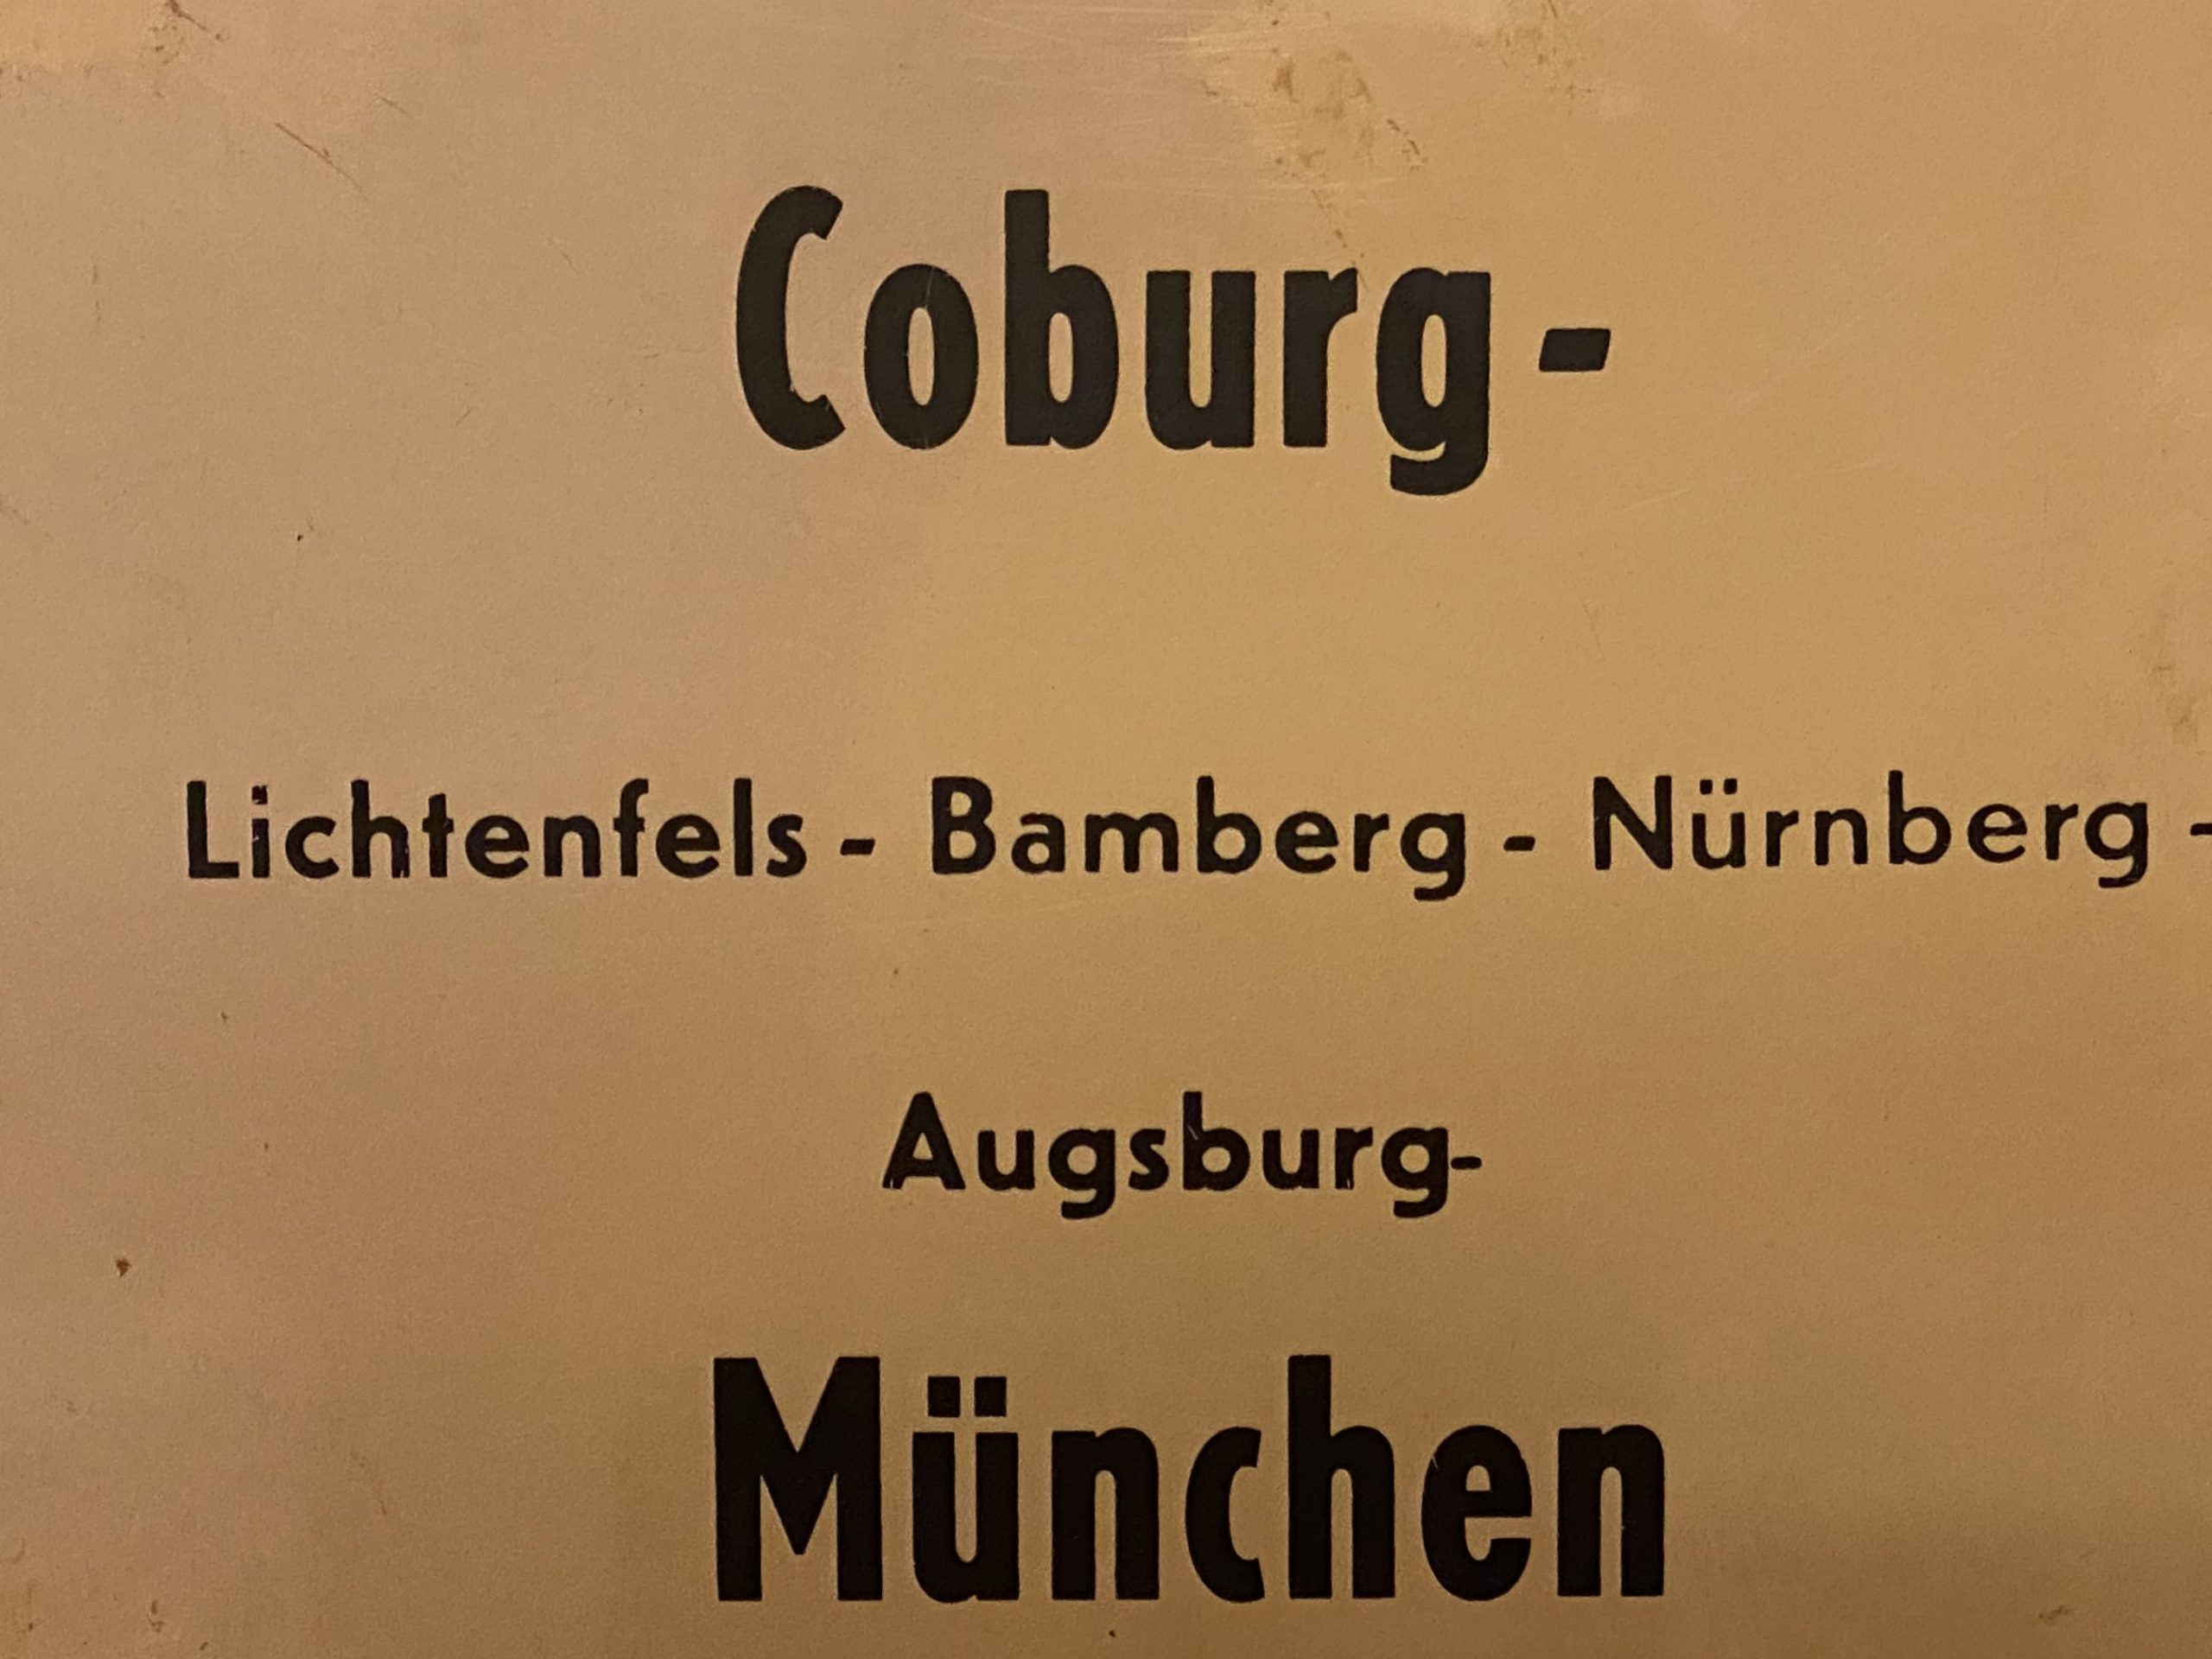 Coburg -
Lichtenfels - Bamberg - Nürnberg -
Augsburg-
München